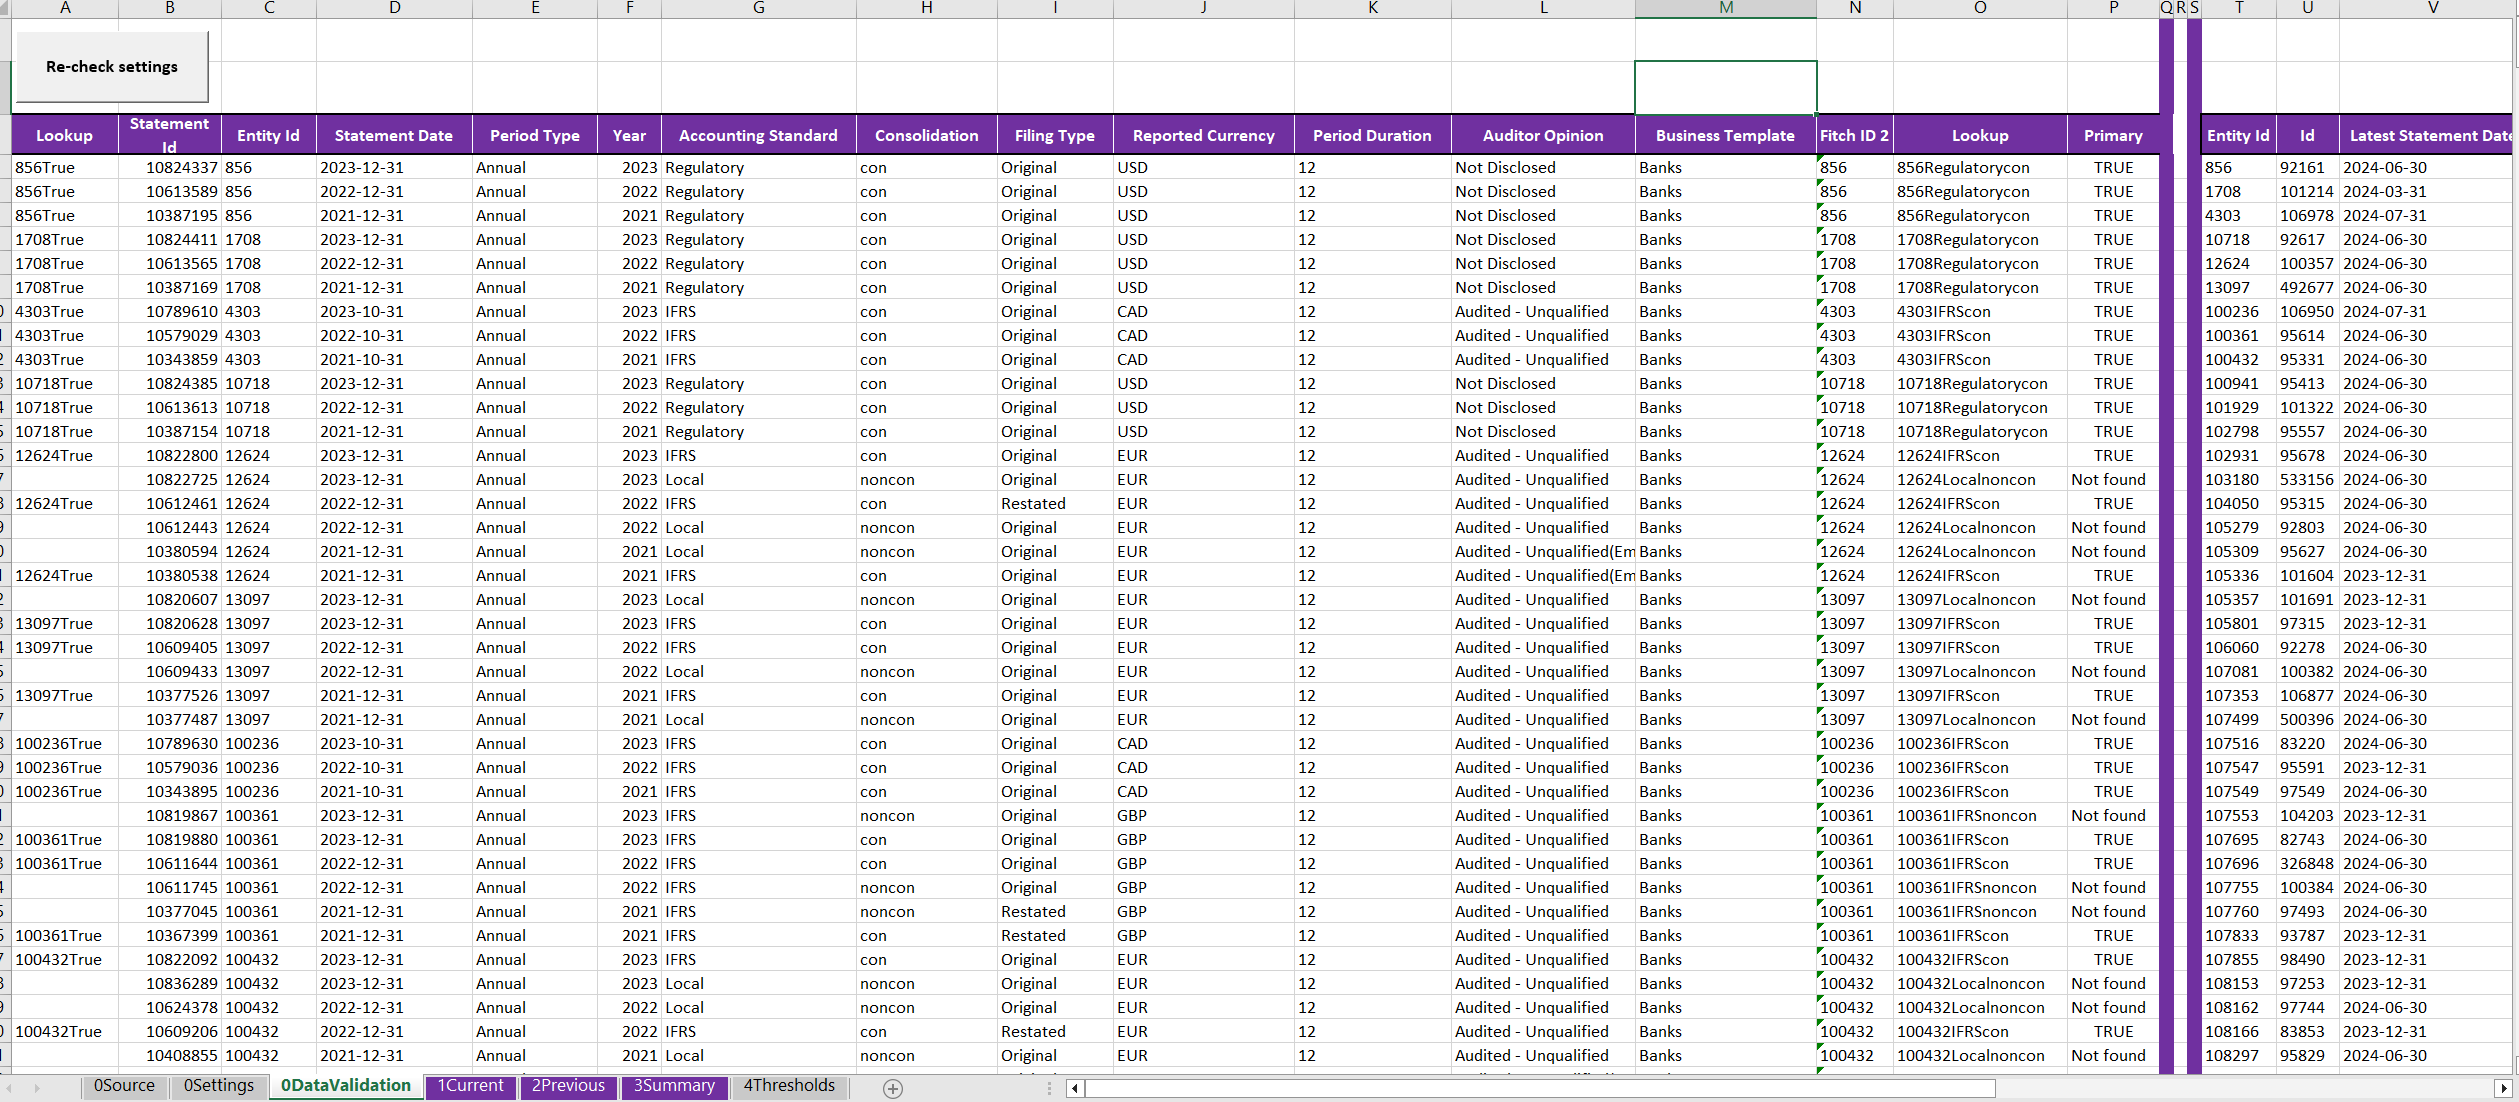 A B C D E F G H I J K L M N O P Q R S T U V
Re-check settings
Lookup Statement Id Entity Id Statement Date Period Type Year Accounting Standard Consolidation Filing Type Reported Currency Period Duration Auditor Opinion Business Template Fitch ID 2 Lookup Primary Entity Id Id Latest Statement Date
856True 10824337 856 2023-12-31 Annual 2023 Regulatory con Original USD 12 Not Disclosed Banks 856 856Regulatorycon TRUE 856 92161 2024-06-30
856True 10613589 856 2022-12-31 Annual 2022 Regulatory con Original USD 12 Not Disclosed Banks 856 856Regulatorycon TRUE 1708 101214 2024-03-31
856True 10387195 856 2021-12-31 Annual 2021 Regulatory con Original USD 12 Not Disclosed Banks 856 856Regulatorycon TRUE 4303 106978 2024-07-31
1708True 10824411 1708 2023-12-31 Annual 2023 Regulatory con Original USD 12 Not Disclosed Banks 1708 1708Regulatorycon TRUE 10718 92617 2024-06-30
1708True 10613565 1708 2022-12-31 Annual 2022 Regulatory con Original USD 12 Not Disclosed Banks 1708 1708Regulatorycon TRUE 12624 100357 2024-06-30
1708True 10387169 1708 2021-12-31 Annual 2021 Regulatory con Original USD 12 Not Disclosed Banks 1708 1708Regulatorycon TRUE 13097 492677 2024-06-30
4303True 10789610 4303 2023-10-31 Annual 2023 IFRS con Original CAD 12 Audited - Unqualified Banks 4303 4303IFRScon TRUE 100236 106950 2024-07-31
4303True 10579029 4303 2022-10-31 Annual 2022 IFRS con Original CAD 12 Audited - Unqualified Banks 4303 4303IFRScon TRUE 100361 95614 2024-06-30
4303True 10343859 4303 2021-10-31 Annual 2021 IFRS con Original CAD 12 Audited - Unqualified Banks 4303 4303IFRScon TRUE 100432 95331 2024-06-30
10718True 10824385 10718 2023-12-31 Annual 2023 Regulatory con Original USD 12 Not Disclosed Banks 10718 10718Regulatorycon TRUE 100941 95413 2024-06-30
10718True 10613613 10718 2022-12-31 Annual 2022 Regulatory con Original USD 12 Not Disclosed Banks 10718 10718Regulatorycon TRUE 101929 101322 2024-06-30
10718True 10387154 10718 2021-12-31 Annual 2021 Regulatory con Original USD 12 Not Disclosed Banks 10718 10718Regulatorycon TRUE 102798 95557 2024-06-30
12624True 10822800 12624 2023-12-31 Annual 2023 IFRS con Original EUR 12 Audited - Unqualified Banks 12624 12624IFRScon TRUE 102931 95678 2024-06-30
10822725 12624 2023-12-31 Annual 2023 Local noncon Original EUR 12 Audited - Unqualified Banks 12624 12624Localnoncon Not found 103180 533156 2024-06-30
12624True 10612461 12624 2022-12-31 Annual 2022 IFRS con Restated EUR 12 Audited - Unqualified Banks 12624 12624IFRScon TRUE 104050 95315 2024-06-30
10612443 12624 2022-12-31 Annual 2022 Local noncon Original EUR 12 Audited - Unqualified Banks 12624 12624Localnoncon Not found 105279 92803 2024-06-30
10380594 12624 2021-12-31 Annual 2021 Local noncon Original EUR 12 Audited - Unqualified(Em Banks 12624 12624Localnoncon Not found 105309 95627 2024-06-30
12624True 10380538 12624 2021-12-31 Annual 2021 IFRS con Original EUR 12 Audited - Unqualified(Em Banks 12624 12624IFRScon TRUE 105336 101604 2023-12-31
10820607 13097 2023-12-31 Annual 2023 Local noncon Original EUR 12 Audited - Unqualified Banks 13097 13097Localnoncon Not found 105357 101691 2023-12-31
13097True 10820628 13097 2023-12-31 Annual 2023 IFRS con Original EUR 12 Audited - Unqualified Banks 13097 13097IFRScon TRUE 105801 97315 2023-12-31
13097True 10609405 13097 2022-12-31 Annual 2022 IFRS con Original EUR 12 Audited - Unqualified Banks 13097 13097IFRScon TRUE 106060 92278 2024-06-30
10609433 13097 2022-12-31 Annual 2022 Local noncon Original EUR 12 Audited - Unqualified Banks 13097 13097Localnoncon Not found 107081 100382 2024-06-30
13097True 10377526 13097 2021-12-31 Annual 2021 IFRS con Original EUR 12 Audited - Unqualified Banks 13097 13097IFRScon TRUE 107353 106877 2024-06-30
10377487 13097 2021-12-31 Annual 2021 Local noncon Original EUR 12 Audited - Unqualified Banks 13097 13097Localnoncon Not found 107499 500396 2024-06-30
100236True 10789630 100236 2023-10-31 Annual 2023 IFRS con Original CAD 12 Audited - Unqualified Banks 100236 100236IFRScon TRUE 107516 83220 2024-06-30
100236True 10579036 100236 2022-10-31 Annual 2022 IFRS con Original CAD 12 Audited - Unqualified Banks 100236 100236IFRScon TRUE 107547 95591 2023-12-31
100236True 10343895 100236 2021-10-31 Annual 2021 IFRS con Original CAD 12 Audited - Unqualified Banks 100236 100236IFRScon TRUE 107549 97549 2024-06-30
10819867 100361 2023-12-31 Annual 2023 IFRS noncon Original GBP 12 Audited - Unqualified Banks 100361 100361IFRSnoncon Not found 107553 104203 2023-12-31
100361True 10819880 100361 2023-12-31 Annual 2023 IFRS con Original GBP 12 Audited - Unqualified Banks 100361 100361IFRScon TRUE 107695 82743 2024-06-30
100361True 10611644 100361 2022-12-31 Annual 2022 IFRS con Original GBP 12 Audited - Unqualified Banks 100361 100361IFRScon TRUE 107696 326848 2024-06-30
10611745 100361 2022-12-31 Annual 2022 IFRS noncon Original GBP 12 Audited - Unqualified Banks 100361 100361IFRSnoncon Not found 107755 100384 2024-06-30
10377045 100361 2021-12-31 Annual 2021 IFRS noncon Restated GBP 12 Audited - Unqualified Banks 100361 100361IFRSnoncon Not found 107760 97493 2024-06-30
100361True 10367399 100361 2021-12-31 Annual 2021 IFRS con Restated GBP 12 Audited - Unqualified Banks 100361 100361IFRScon TRUE 107833 93787 2023-12-31
100432True 10822092 100432 2023-12-31 Annual 2023 IFRS con Original EUR 12 Audited - Unqualified Banks 100432 100432IFRScon TRUE 107855 98490 2023-12-31
10836289 100432 2023-12-31 Annual 2023 Local noncon Original EUR 12 Audited - Unqualified Banks 100432 100432Localnoncon Not found 108153 97253 2023-12-31
10624378 100432 2022-12-31 Annual 2022 Local noncon Original EUR 12 Audited - Unqualified Banks 100432 100432Localnoncon Not found 108162 97744 2024-06-30
100432True 10609206 100432 2022-12-31 Annual 2022 IFRS con Restated EUR 12 Audited - Unqualified Banks 100432 100432IFRScon TRUE 108166 83853 2023-12-31
10408855 100432 2021-12-31 Annual 2021 Local noncon Original EUR 12 Audited - Unqualified Banks 100432 100432Localnoncon Not found 108297 95829 2024-06-30
0Source 0Settings 0DataValidation 1Current 2Previous 3Summary 4Thresholds